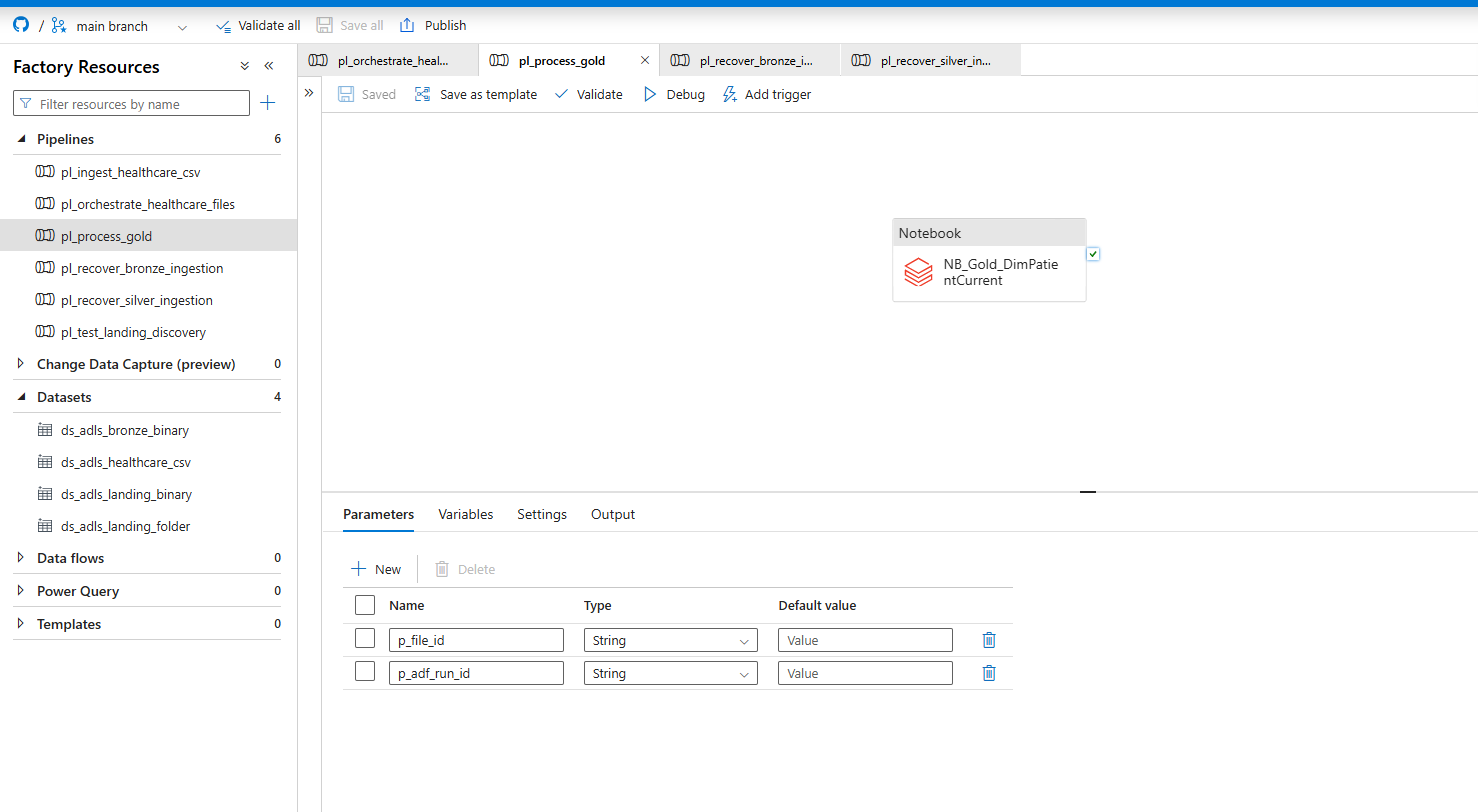 / main branch
Validate all
Save all
Publish
Factory Resources
Filter resources by name
Pipelines 6
pl_ingest_healthcare_csv
pl_orchestrate_healthcare_files
pl_process_gold
pl_recover_bronze_ingestion
pl_recover_silver_ingestion
pl_test_landing_discovery
Change Data Capture (preview) 0
Datasets 4
ds_adls_bronze_binary
ds_adls_healthcare_csv
ds_adls_landing_binary
ds_adls_landing_folder
Data flows 0
Power Query 0
Templates 0
pl_orchestrate_heal...
pl_process_gold
pl_recover_bronze_i...
pl_recover_silver_in...
Saved
Save as template
Validate
Debug
Add trigger
Notebook
NB_Gold_DimPatie
ntCurrent
Parameters Variables Settings Output
New
Delete
Name Type Default value
p_file_id String Value
p_adf_run_id String Value